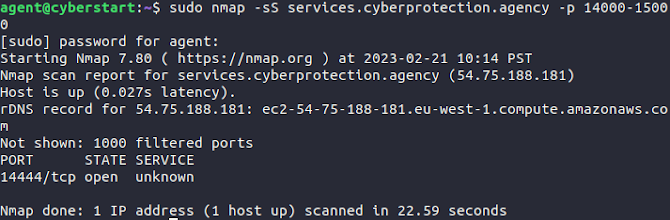 agent@cyberstart:~$ sudo nmap -sS services.cyberprotection.agency -p 14000-1500
0
[sudo] password for agent:
Starting Nmap 7.80 ( https://nmap.org ) at 2023-02-21 10:14 PST
Nmap scan report for services.cyberprotection.agency (54.75.188.181)
Host is up (0.027s latency).
rDNS record for 54.75.188.181: ec2-54-75-188-181.eu-west-1.compute.amazonaws.co
m
Not shown: 1000 filtered ports
PORT      STATE SERVICE
14444/tcp open  unknown
Nmap done: 1 IP address (1 host up) scanned in 22.59 seconds